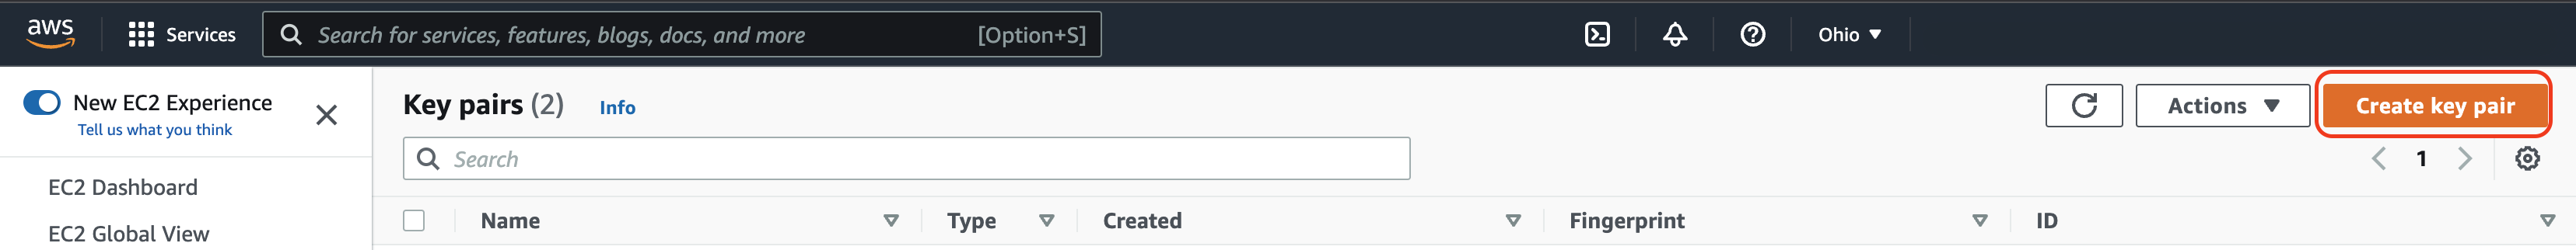 aws Services Search for services, features, blogs, docs, and more [Option+S] Ohio
New EC2 Experience
Tell us what you think
EC2 Dashboard
EC2 Global View
Key pairs (2) Info Actions Create key pair
Search 1
Name Type Created Fingerprint ID